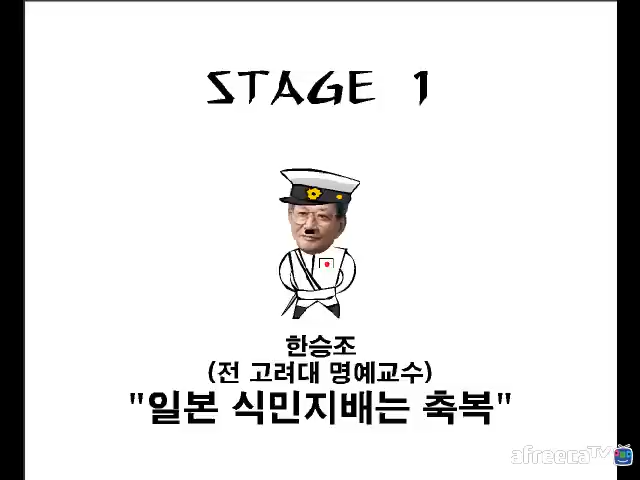 STAGE 1
한승조
(전 고려대 명예교수)
"일본 식민지배는 축복"
afreecaTV